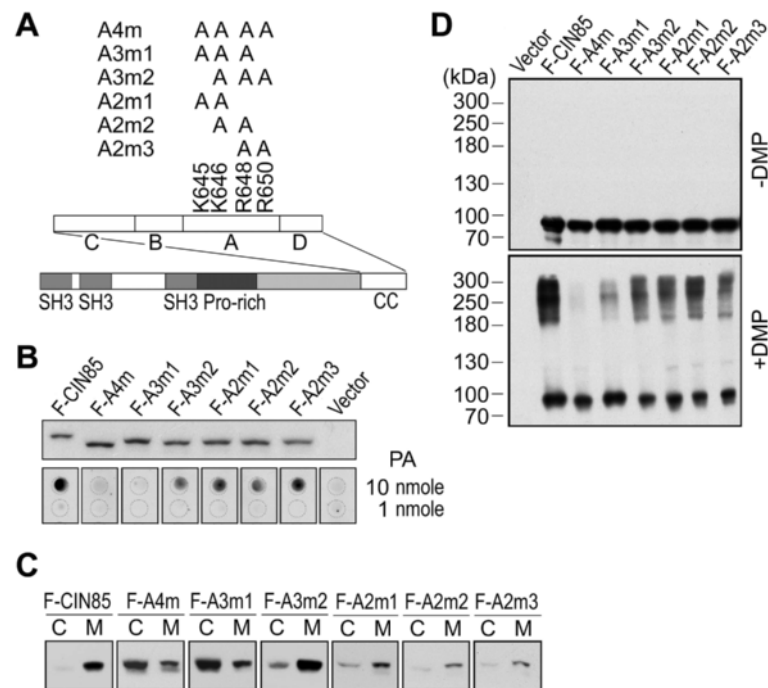 A
A4m A A A A
A3m1 A A A
A3m2 A A A
A2m1 A A
A2m2 A A
A2m3 A A
K645 K646 R648 R650
C B A D
SH3 SH3 SH3 Pro-rich CC
B
F-CIN85 F-A4m F-A3m1 F-A3m2 F-A2m1 F-A2m2 F-A2m3 Vector
PA
10 nmole
1 nmole
C
F-CIN85 F-A4m F-A3m1 F-A3m2 F-A2m1 F-A2m2 F-A2m3
C M C M C M C M C M C M C M
D
Vector F-CIN85 F-A4m F-A3m1 F-A3m2 F-A2m1 F-A2m2 F-A2m3
(kDa)
300
250
180
130
100
70
-DMP
300
250
180
130
100
70
+DMP